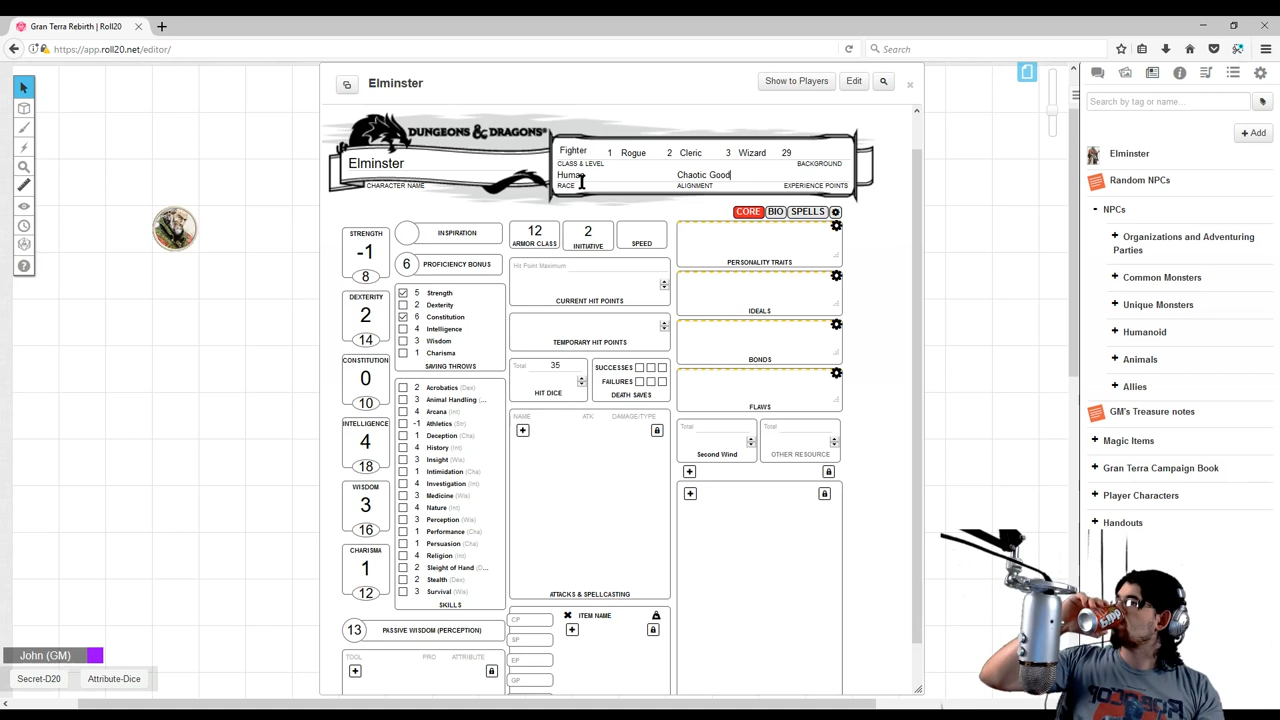 Gran Terra Rebirth | Roll20
https://app.roll20.net/editor/
Search
Elminster
Show to Players
Edit
DUNGEONS & DRAGONS®
Elminster
CHARACTER NAME
Fighter 1 Rogue 2 Cleric 3 Wizard 29
CLASS & LEVEL BACKGROUND
Human Chaotic Good
RACE ALIGNMENT EXPERIENCE POINTS
CORE BIO SPELLS
STRENGTH
-1
8
DEXTERITY
2
14
CONSTITUTION
0
10
INTELLIGENCE
4
18
WISDOM
3
16
CHARISMA
1
12
INSPIRATION
6 PROFICIENCY BONUS
5 Strength
2 Dexterity
6 Constitution
4 Intelligence
3 Wisdom
1 Charisma
SAVING THROWS
2 Acrobatics (Dex)
3 Animal Handling (...
4 Arcana (Int)
-1 Athletics (Str)
1 Deception (Cha)
4 History (Int)
3 Insight (Wis)
1 Intimidation (Cha)
4 Investigation (Int)
3 Medicine (Wis)
4 Nature (Int)
3 Perception (Wis)
1 Performance (Cha)
1 Persuasion (Cha)
4 Religion (Int)
2 Sleight of Hand (D...
2 Stealth (Dex)
3 Survival (Wis)
SKILLS
13 PASSIVE WISDOM (PERCEPTION)
TOOL PRO ATTRIBUTE
12
ARMOR CLASS
2
INITIATIVE
SPEED
Hit Point Maximum
CURRENT HIT POINTS
TEMPORARY HIT POINTS
Total 35
HIT DICE
SUCCESSES
FAILURES
DEATH SAVES
NAME ATK DAMAGE/TYPE
ATTACKS & SPELLCASTING
CP
SP
EP
GP
ITEM NAME
PERSONALITY TRAITS
IDEALS
BONDS
FLAWS
Total
Second Wind
Total
OTHER RESOURCE
Search by tag or name...
Add
Elminster
Random NPCs
NPCs
Organizations and Adventuring
Parties
Common Monsters
Unique Monsters
Humanoid
Animals
Allies
GM's Treasure notes
Magic Items
Gran Terra Campaign Book
Player Characters
Handouts
John (GM)
Secret-D20
Attribute-Dice